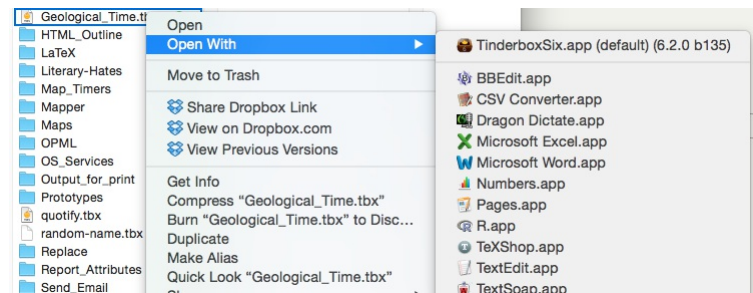 Geological_Time.tb
HTML_Outline
LaTeX
Literary-Hates
Map_Timers
Mapper
Maps
OPML
OS_Services
Output_for_print
Prototypes
quotify.tbx
random-name.tbx
Replace
Report_Attributes
Send_Email
Open
Open With
Move to Trash
Share Dropbox Link
View on Dropbox.com
View Previous Versions
Get Info
Compress “Geological_Time.tbx”
Burn “Geological_Time.tbx” to Disc...
Duplicate
Make Alias
Quick Look “Geological_Time.tbx”
TinderboxSix.app (default) (6.2.0 b135)
BBEdit.app
CSV Converter.app
Dragon Dictate.app
Microsoft Excel.app
Microsoft Word.app
Numbers.app
Pages.app
R.app
TeXShop.app
TextEdit.app
TextSoap.app